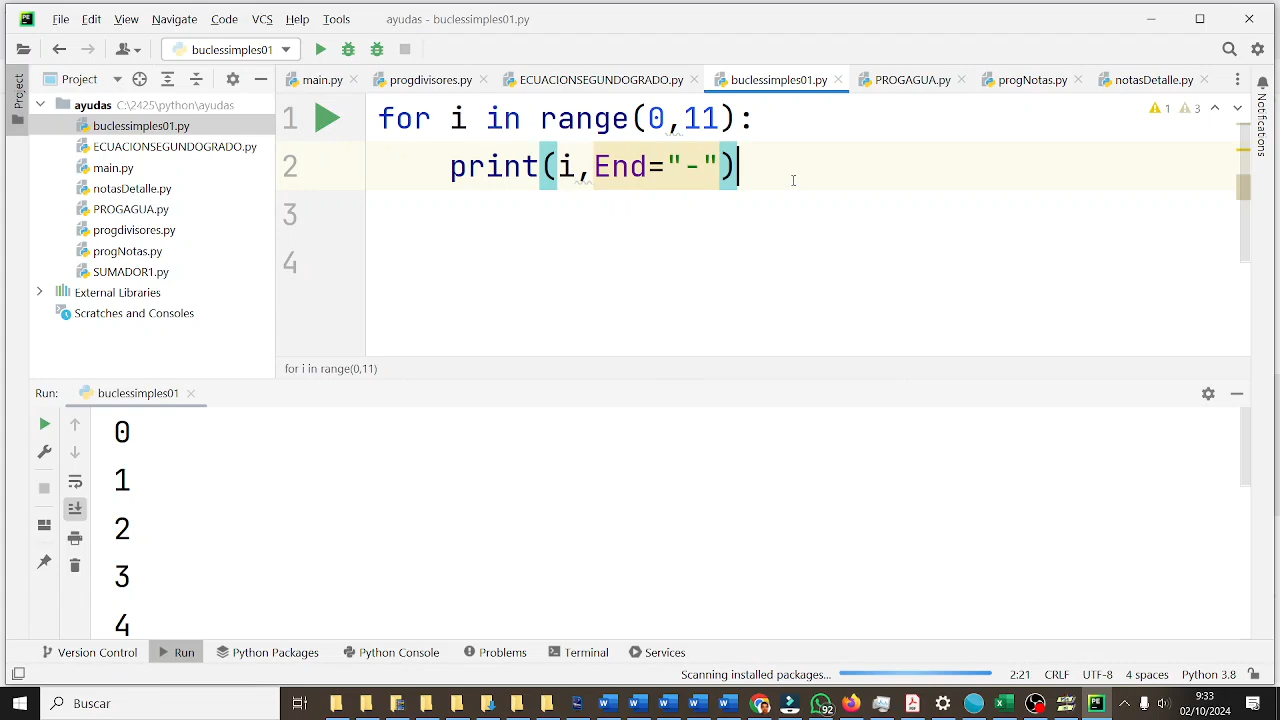 File Edit View Navigate Code VCS Help Tools ayudas - buclessimples01.py
buclessimples01
Project
main.py progdivisores.py ECUACIONSEGUNDOGRADO.py buclessimples01.py PROGAGUA.py progNotas.py notasDetalle.py
Project
Notifications
ayudas C:\2425\python\ayudas
buclessimples01.py
ECUACIONSEGUNDOGRADO.py
main.py
notasDetalle.py
PROGAGUA.py
progdivisores.py
progNotas.py
SUMADOR1.py
External Libraries
Scratches and Consoles
1 for i in range(0,11):
2 print(i,End="-")
3
4
1 3
for i in range(0,11)
Run: buclessimples01
0
1
2
3
4
Version Control Run Python Packages Python Console Problems Terminal Services
Scanning installed packages... 2:21 CRLF UTF-8 4 spaces Python 3.8
Buscar
92
9:33
02/10/2024